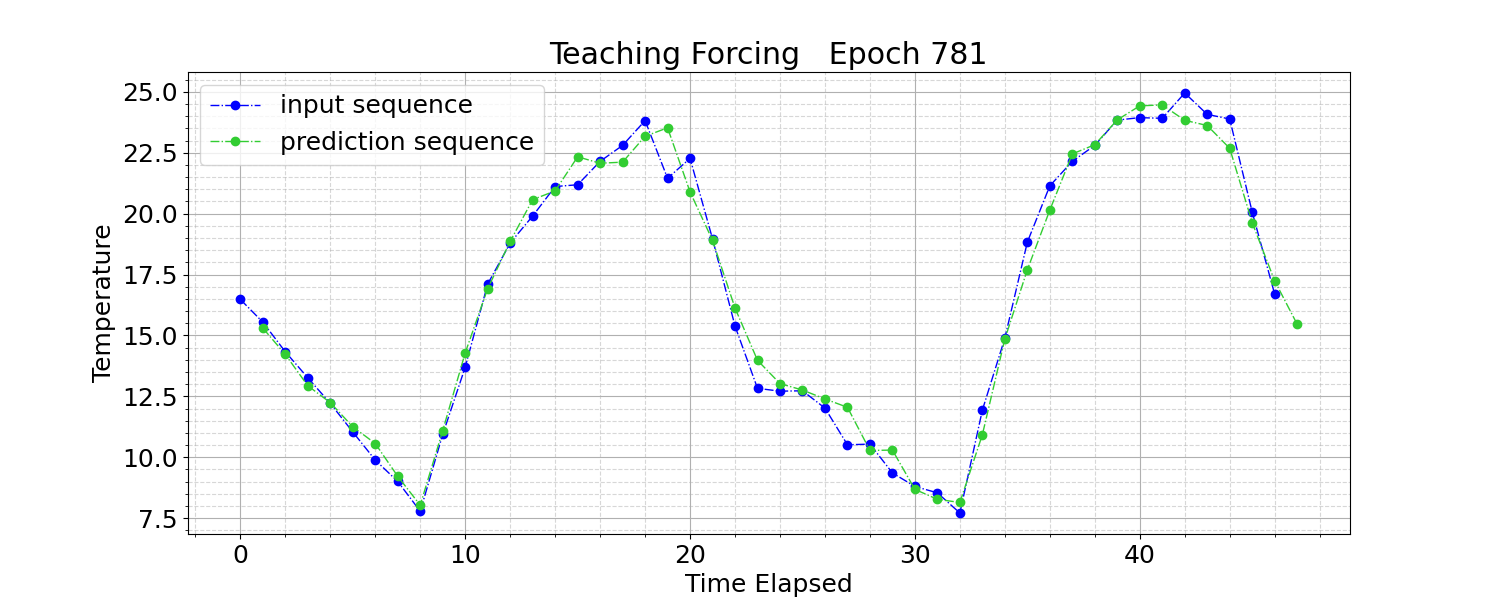 Teaching Forcing   Epoch 781
input sequence
prediction sequence
Temperature
25.0
22.5
20.0
17.5
15.0
12.5
10.0
7.5
0 10 20 30 40
Time Elapsed